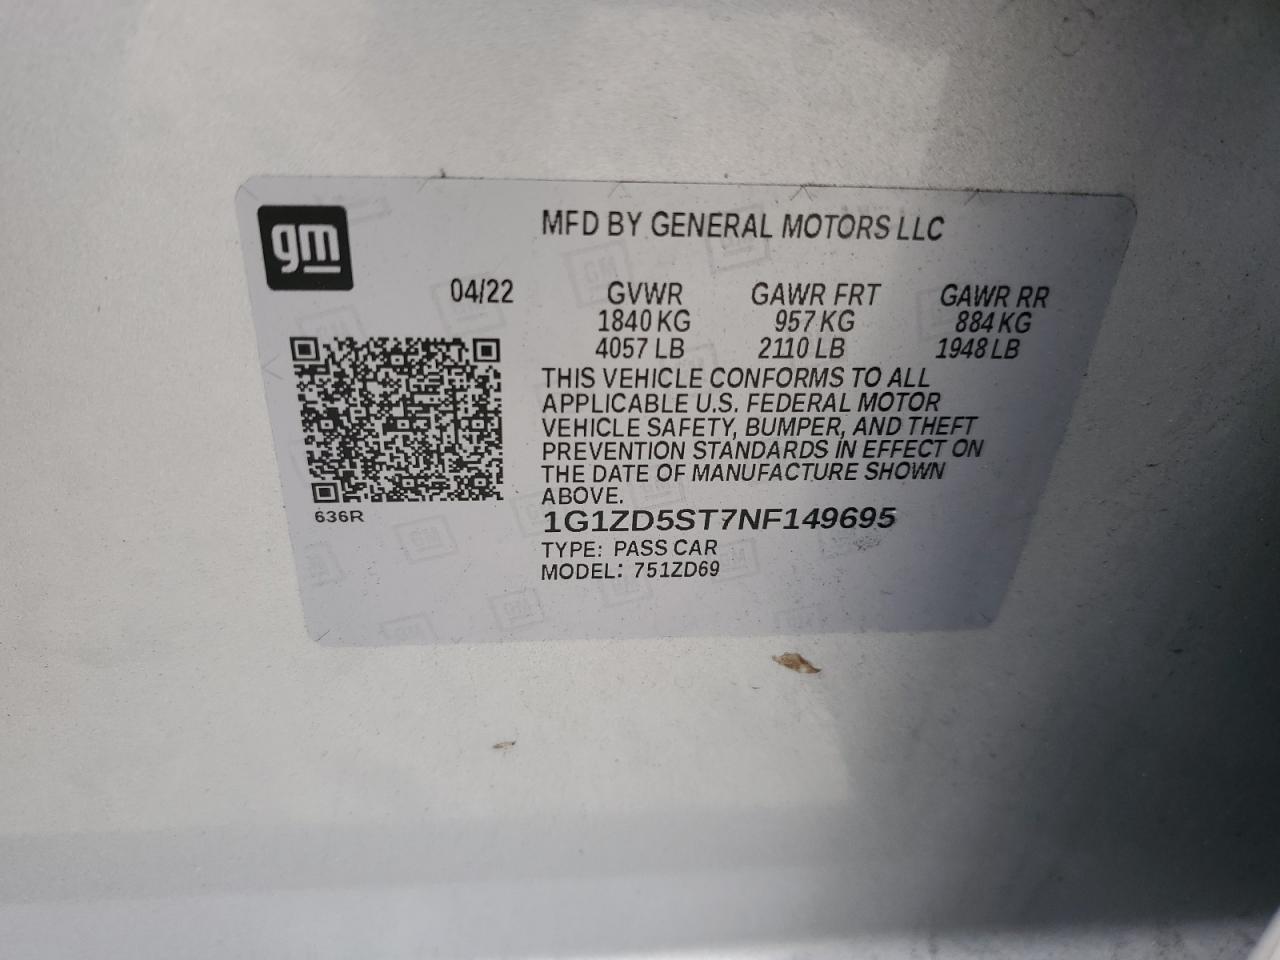 gm
MFD BY GENERAL MOTORS LLC
04/22 GVWR GAWR FRT GAWR RR
1840 KG 957 KG 884 KG
4057 LB 2110 LB 1948 LB
THIS VEHICLE CONFORMS TO ALL
APPLICABLE U.S. FEDERAL MOTOR
VEHICLE SAFETY, BUMPER, AND THEFT
PREVENTION STANDARDS IN EFFECT ON
THE DATE OF MANUFACTURE SHOWN
ABOVE.
636R
1G1ZD5ST7NF149695
TYPE: PASS CAR
MODEL: 751ZD69